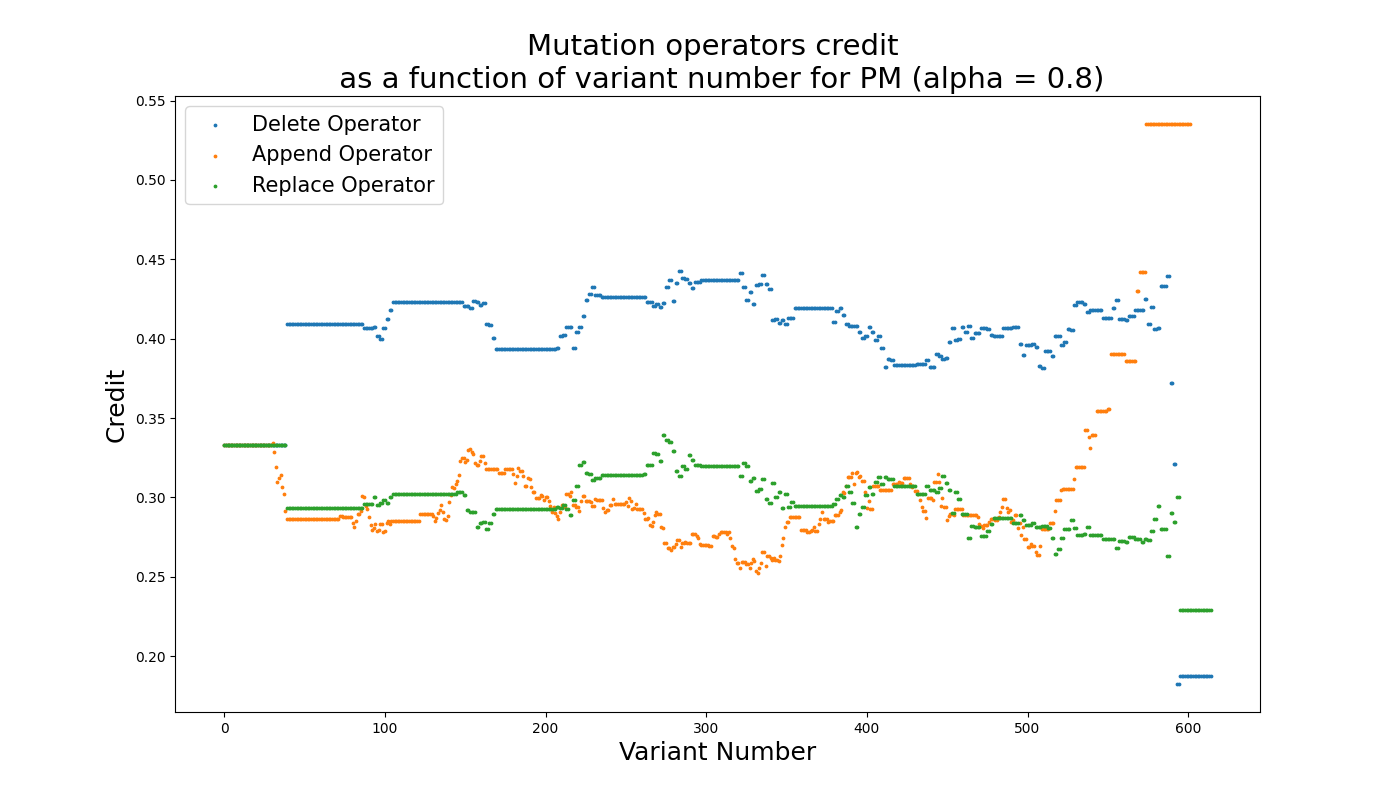 Mutation operators credit
as a function of variant number for PM (alpha = 0.8)
Delete Operator
Append Operator
Replace Operator
Credit
0.55
0.50
0.45
0.40
0.35
0.30
0.25
0.20
0 100 200 300 400 500 600
Variant Number